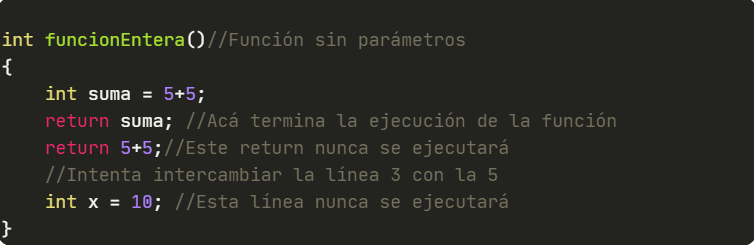 int funcionEntera()//Función sin parámetros
{
    int suma = 5+5;
    return suma; //Acá termina la ejecución de la función
    return 5+5;//Este return nunca se ejecutará
    //Intenta intercambiar la línea 3 con la 5
    int x = 10; //Esta línea nunca se ejecutará
}